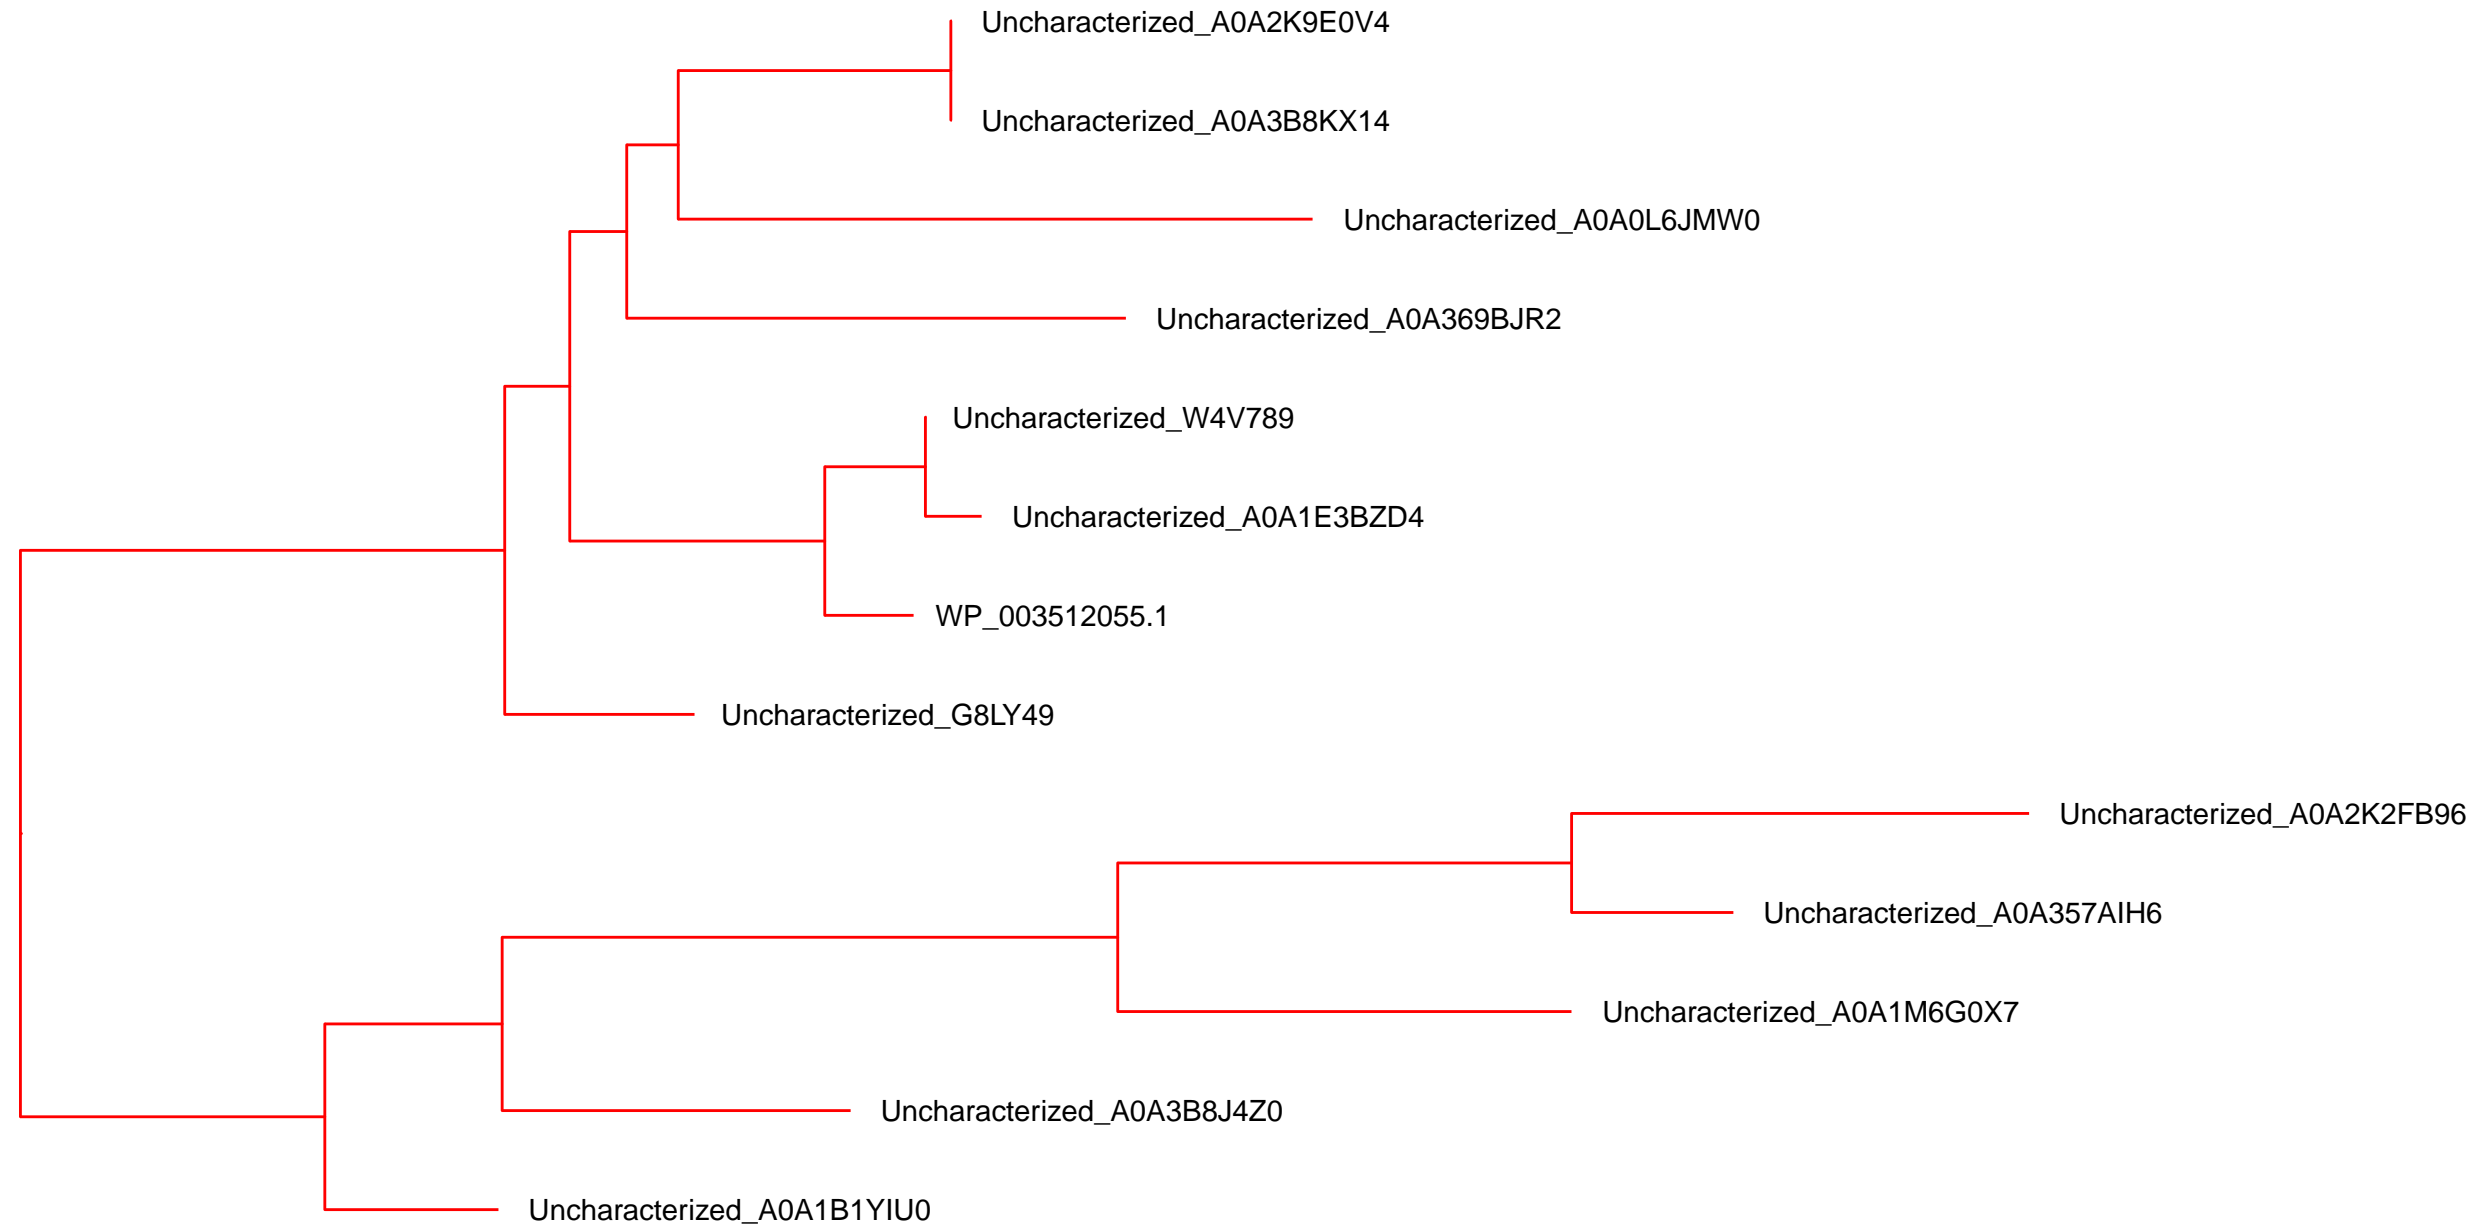 Uncharacterized_A0A2K9E0V4
Uncharacterized_A0A3B8KX14
Uncharacterized_A0A0L6JMW0
Uncharacterized_A0A369BJR2
Uncharacterized_W4V789
Uncharacterized_A0A1E3BZD4
WP_003512055.1
Uncharacterized_G8LY49
Uncharacterized_A0A2K2FB96
Uncharacterized_A0A357AIH6
Uncharacterized_A0A1M6G0X7
Uncharacterized_A0A3B8J4Z0
Uncharacterized_A0A1B1YIU0